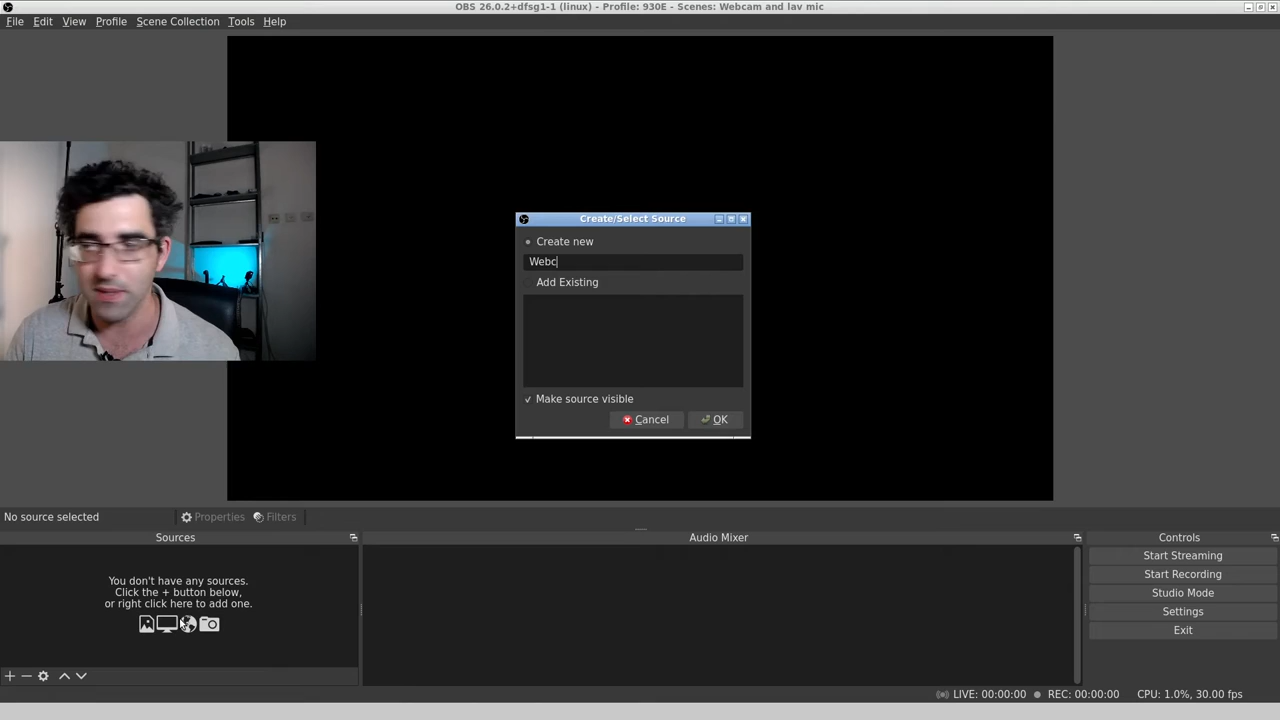 OBS 26.0.2+dfsg1-1 (linux) - Profile: 930E - Scenes: Webcam and lav mic
File Edit View Profile Scene Collection Tools Help
Create/Select Source
Create new
Webc
Add Existing
Make source visible
Cancel OK
No source selected Properties Filters
Sources Audio Mixer Controls
You don't have any sources.
Click the + button below,
or right click here to add one.
Start Streaming
Start Recording
Studio Mode
Settings
Exit
LIVE: 00:00:00 REC: 00:00:00 CPU: 1.0%, 30.00 fps